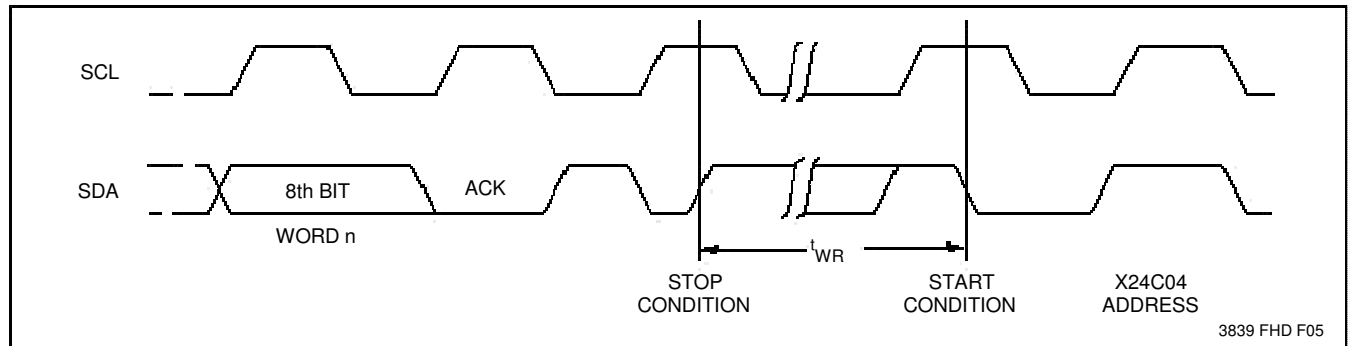 SCL
SDA
8th BIT
ACK
WORD n
tWR
STOP
CONDITION
START
CONDITION
X24C04
ADDRESS
3839 FHD F05